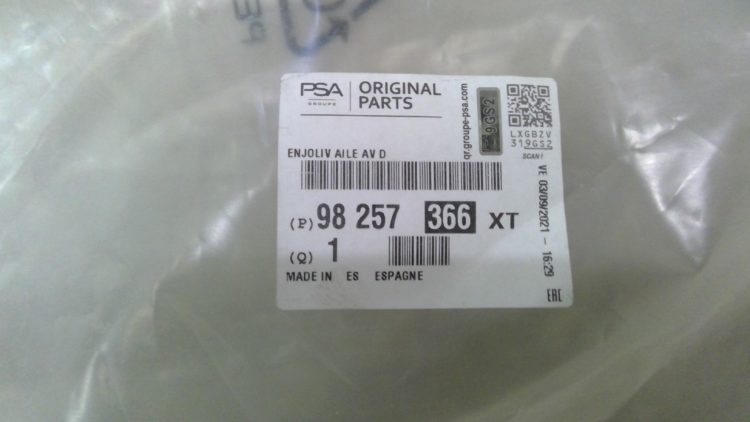 PSA
GROUPE
ORIGINAL
PARTS
qr.groupe-psa.com
9GS2
LXGBZV
319GS2
SCAN!
ENJOLIV AILE AV D
(P) 98 257 366 XT
(Q) 1
MADE IN ES ESPAGNE
VE 03/09/2021 - 16:29
EAC